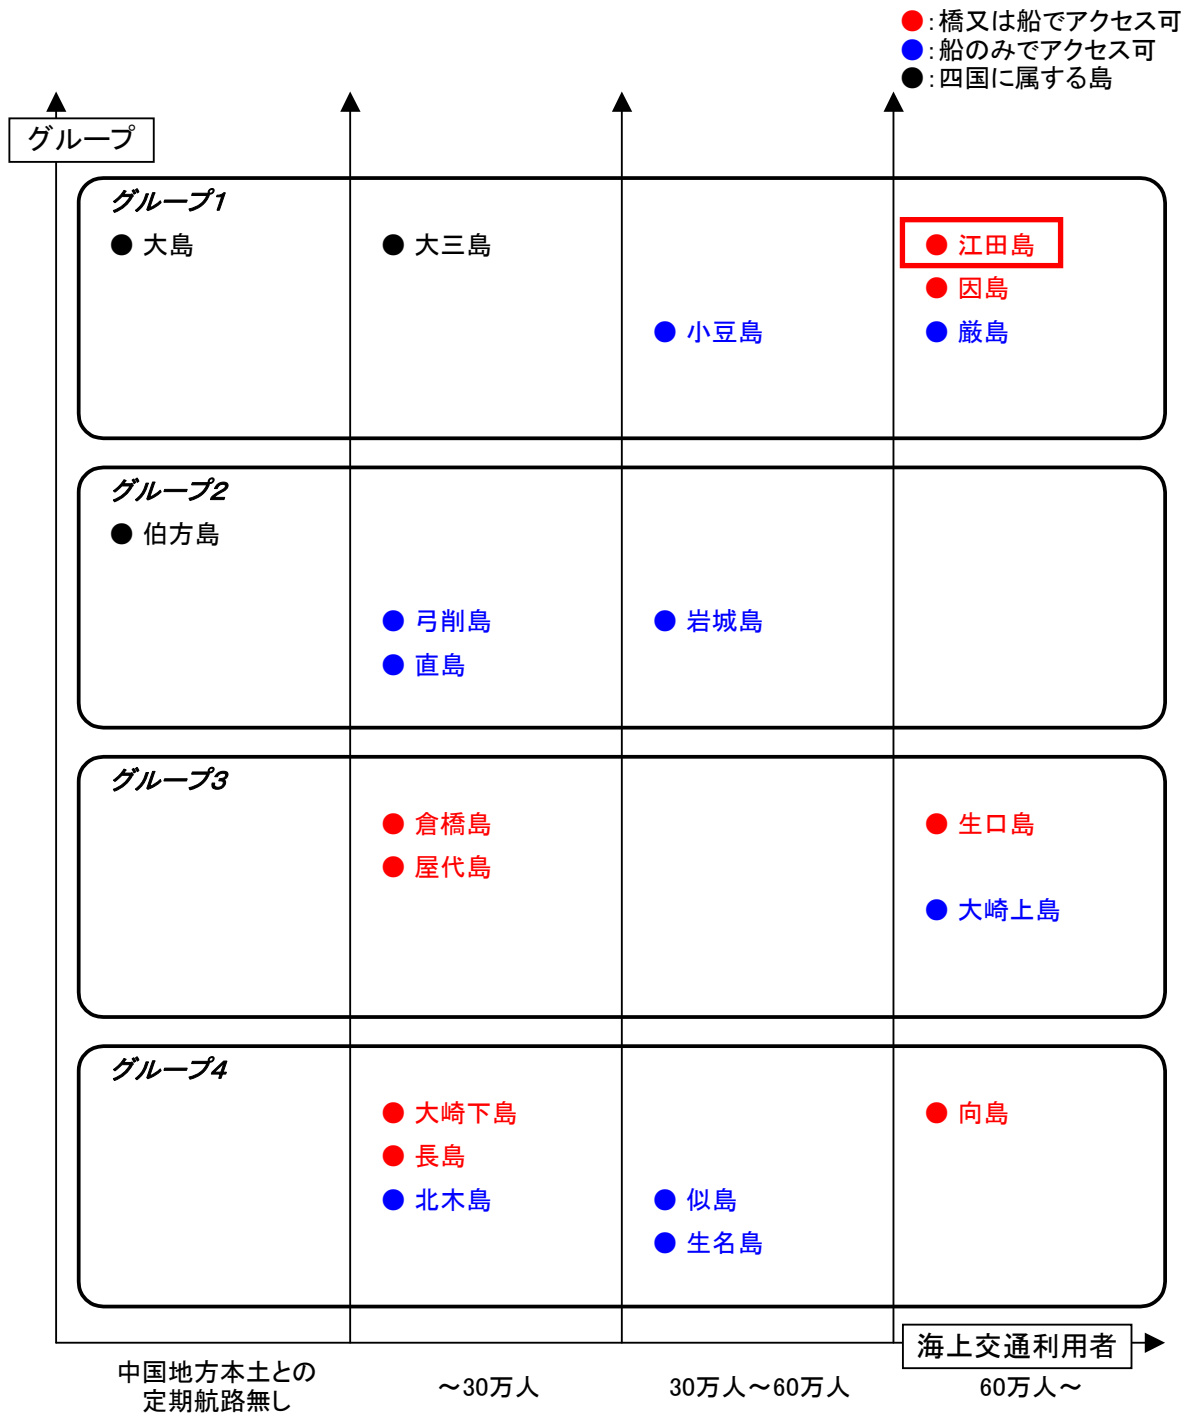 ●：橋又は船でアクセス可
●：船のみでアクセス可
●：四国に属する島
グループ
グループ1
● 大島
● 大三島
● 江田島
● 因島
● 小豆島
● 厳島
グループ2
● 伯方島
● 弓削島
● 岩城島
● 直島
グループ3
● 倉橋島
● 生口島
● 屋代島
● 大崎上島
グループ4
● 大崎下島
● 向島
● 長島
● 北木島
● 似島
● 生名島
海上交通利用者
中国地方本土との
定期航路無し
～30万人
30万人～60万人
60万人～